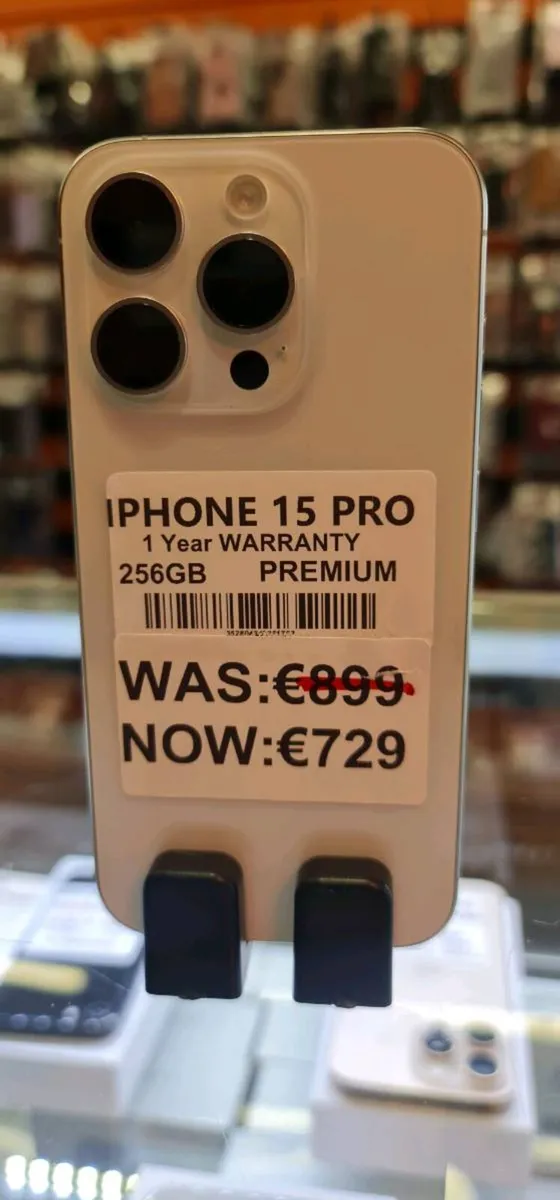 IPHONE 15 PRO
1 Year WARRANTY
256GB PREMIUM
WAS:€899
NOW:€729